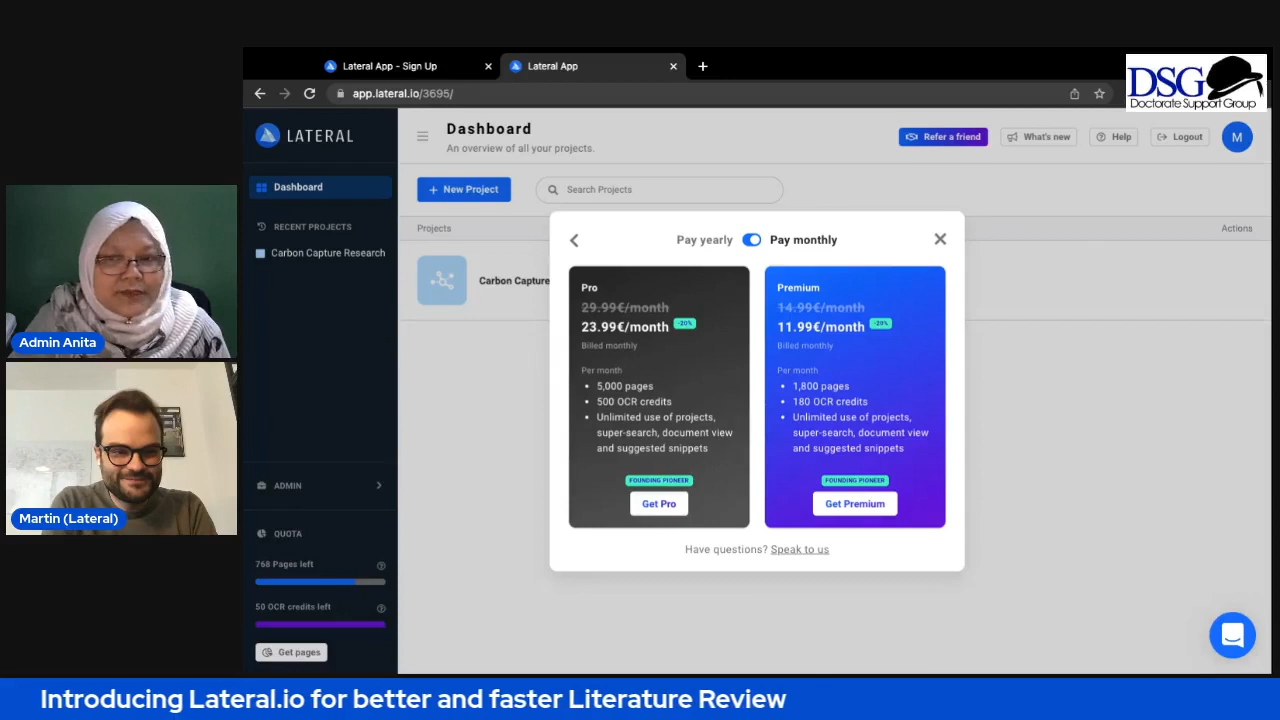 Lateral App - Sign Up
Lateral App
app.lateral.io/3695/
DSG
Doctorate Support Group
LATERAL
Dashboard
An overview of all your projects.
Refer a friend
What's new
Help
Logout
M
Dashboard
RECENT PROJECTS
Carbon Capture Research
New Project
Search Projects
Projects
Actions
Carbon Capture
Pay yearly
Pay monthly
Pro
29.99€/month
23.99€/month -20%
Billed monthly
Per month
• 5,000 pages
• 500 OCR credits
• Unlimited use of projects,
super-search, document view
and suggested snippets
FOUNDING PIONEER
Get Pro
Premium
14.99€/month
11.99€/month -20%
Billed monthly
Per month
• 1,800 pages
• 180 OCR credits
• Unlimited use of projects,
super-search, document view
and suggested snippets
FOUNDING PIONEER
Get Premium
Have questions? Speak to us
ADMIN
QUOTA
768 Pages left
50 OCR credits left
Get pages
Admin Anita
Martin (Lateral)
Introducing Lateral.io for better and faster Literature Review